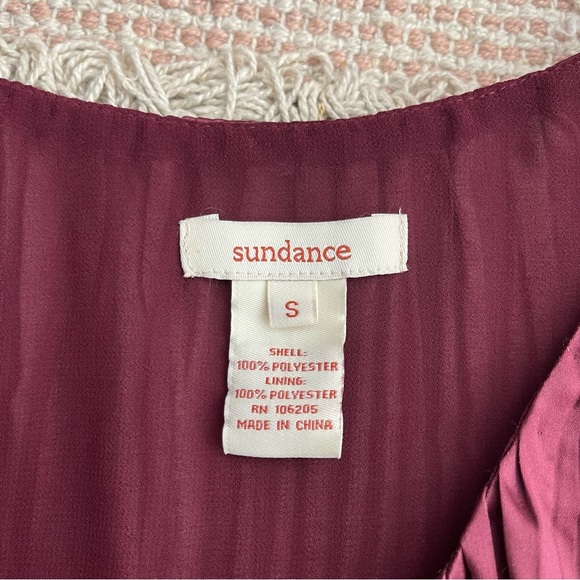 sundance
S
SHELL:
100% POLYESTER
LINING:
100% POLYESTER
RN 106205
MADE IN CHINA